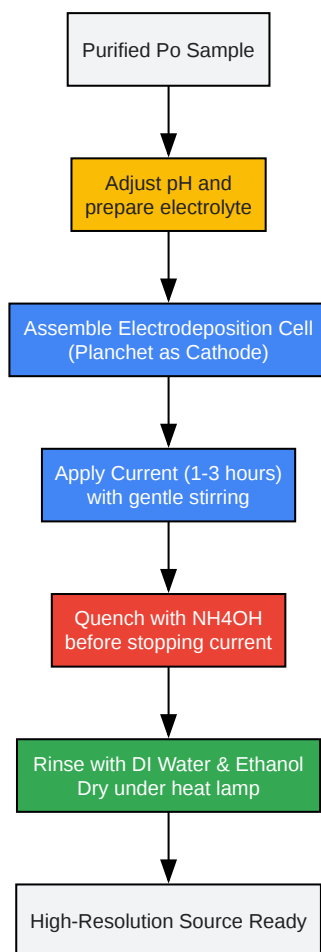 Purified Po Sample
Adjust pH and
prepare electrolyte
Assemble Electrodeposition Cell
(Planchet as Cathode)
Apply Current (1-3 hours)
with gentle stirring
Quench with NH4OH
before stopping current
Rinse with DI Water & Ethanol
Dry under heat lamp
High-Resolution Source Ready